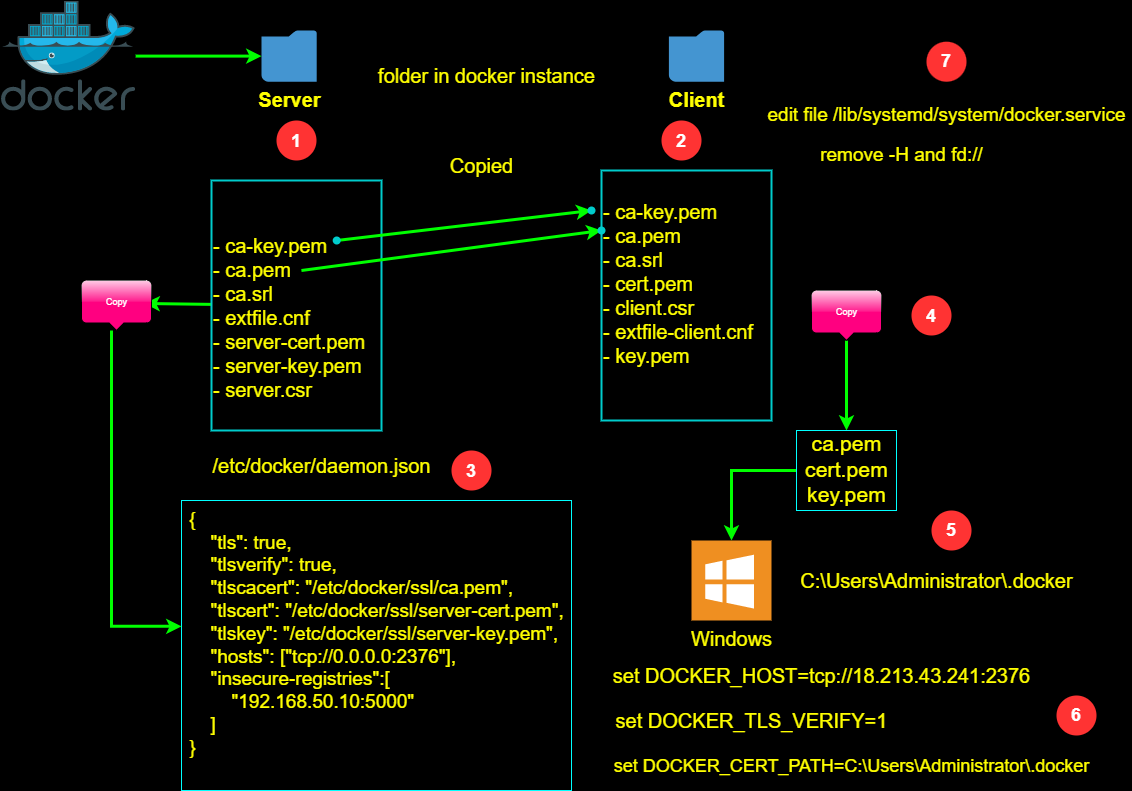 docker
Server
folder in docker instance
Client
7
edit file /lib/systemd/system/docker.service
remove -H and fd://
1
2
Copied
- ca-key.pem
- ca.pem
- ca.srl
- extfile.cnf
- server-cert.pem
- server-key.pem
- server.csr
- ca-key.pem
- ca.pem
- ca.srl
- cert.pem
- client.csr
- extfile-client.cnf
- key.pem
Copy
Copy
4
ca.pem
cert.pem
key.pem
/etc/docker/daemon.json
3
{
"tls": true,
"tlsverify": true,
"tlscacert": "/etc/docker/ssl/ca.pem",
"tlscert": "/etc/docker/ssl/server-cert.pem",
"tlskey": "/etc/docker/ssl/server-key.pem",
"hosts": ["tcp://0.0.0.0:2376"],
"insecure-registries":[
"192.168.50.10:5000"
]
}
5
C:\Users\Administrator\.docker
Windows
set DOCKER_HOST=tcp://18.213.43.241:2376
set DOCKER_TLS_VERIFY=1
6
set DOCKER_CERT_PATH=C:\Users\Administrator\.docker